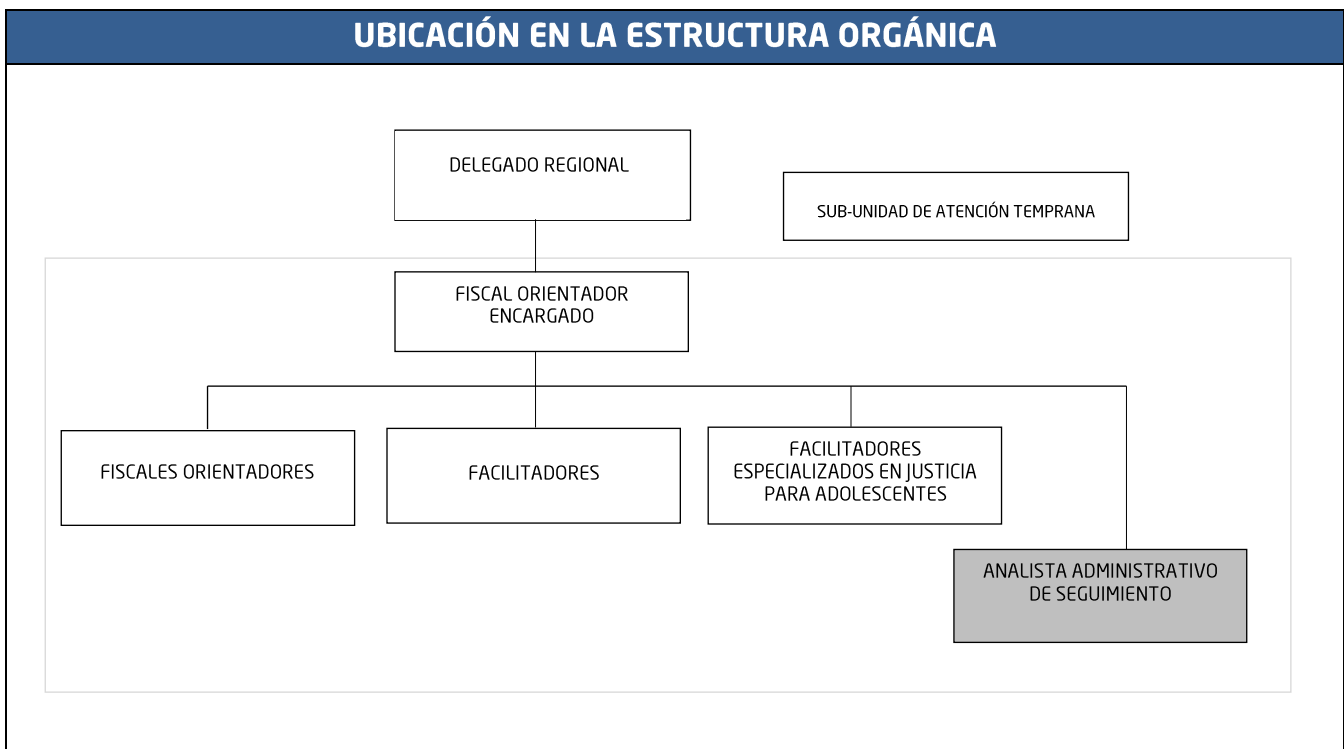 UBICACIÓN EN LA ESTRUCTURA ORGÁNICA
DELEGADO REGIONAL
SUB-UNIDAD DE ATENCIÓN TEMPRANA
FISCAL ORIENTADOR
ENCARGADO
FISCALES ORIENTADORES
FACILITADORES
FACILITADORES
ESPECIALIZADOS EN JUSTICIA
PARA ADOLESCENTES
ANALISTA ADMINISTRATIVO
DE SEGUIMIENTO